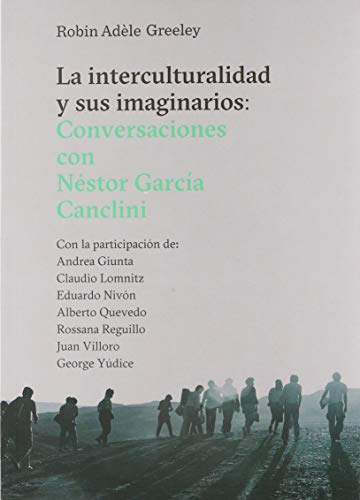 Robin Adèle Greeley
La interculturalidad
y sus imaginarios:
Conversaciones
con
Néstor García
Canclini
Con la participación de:
Andrea Giunta
Claudio Lomnitz
Eduardo Nivón
Alberto Quevedo
Rossana Reguillo
Juan Villoro
George Yúdice